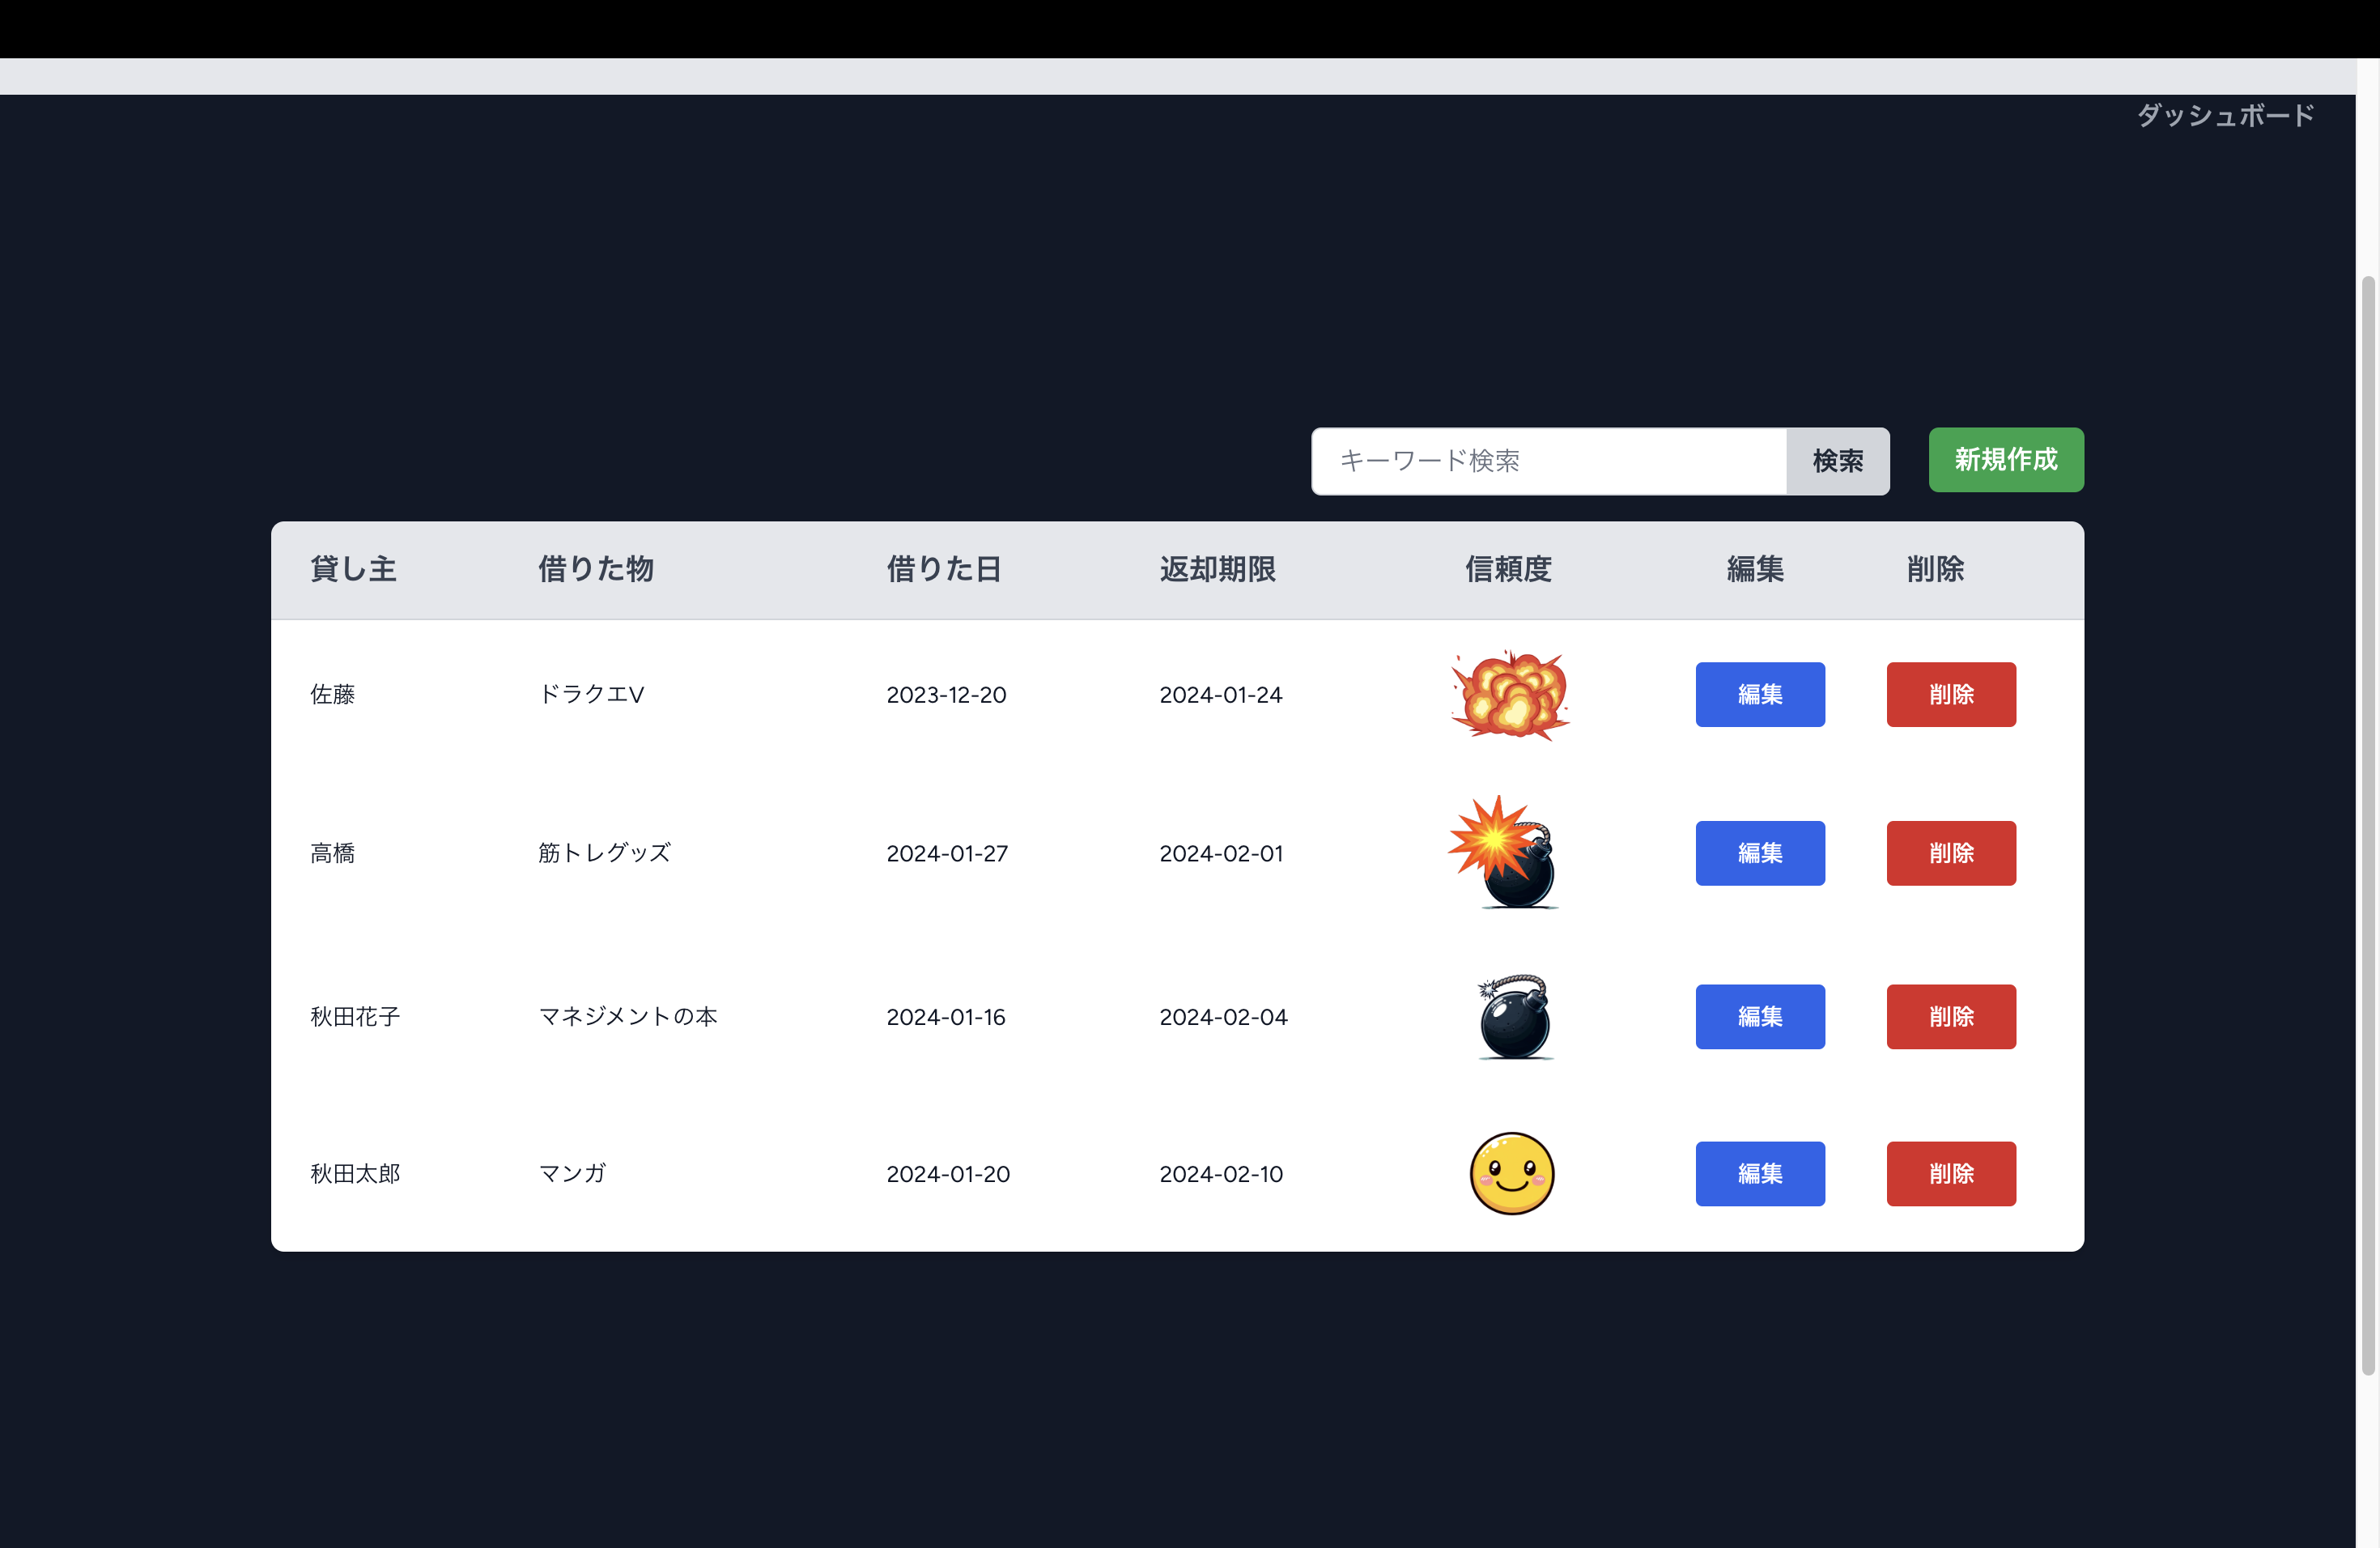 ダッシュボード
キーワード検索 検索 新規作成
貸し主 借りた物 借りた日 返却期限 信頼度 編集 削除
佐藤 ドラクエV 2023-12-20 2024-01-24 編集 削除
高橋 筋トレグッズ 2024-01-27 2024-02-01 編集 削除
秋田花子 マネジメントの本 2024-01-16 2024-02-04 編集 削除
秋田太郎 マンガ 2024-01-20 2024-02-10 編集 削除